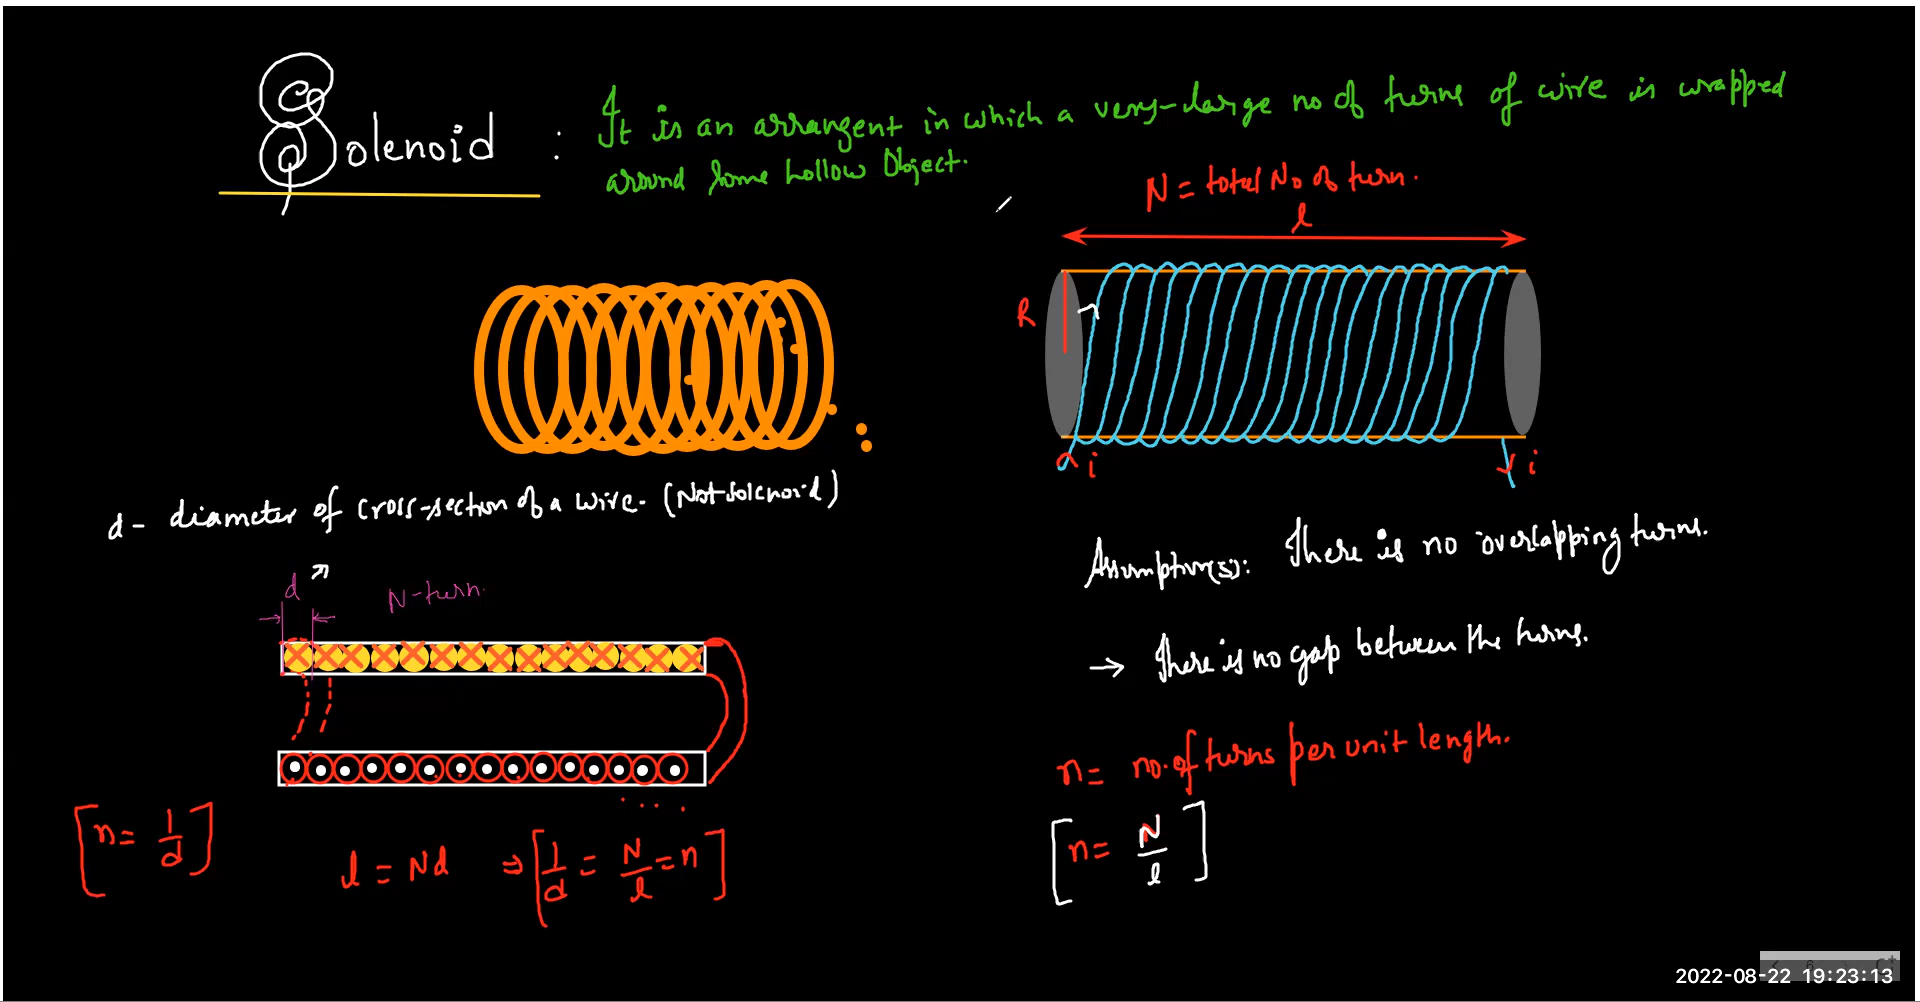 Solenoid : It is an arrangent in which a very-large no of turns of wire is wrapped
around some hollow Object.
N = total No of turn.
l
R
i
i
d - diameter of cross-section of a wire. (Not solenoid)
d
N-turn.
Assumption(s): There is no overlapping turns.
→ There is no gap between the turns.
n = no. of turns per unit length.
[n = N/l]
[n = 1/d]
l = Nd ⇒ [1/d = N/l = n]
2022-08-22 19:23:13